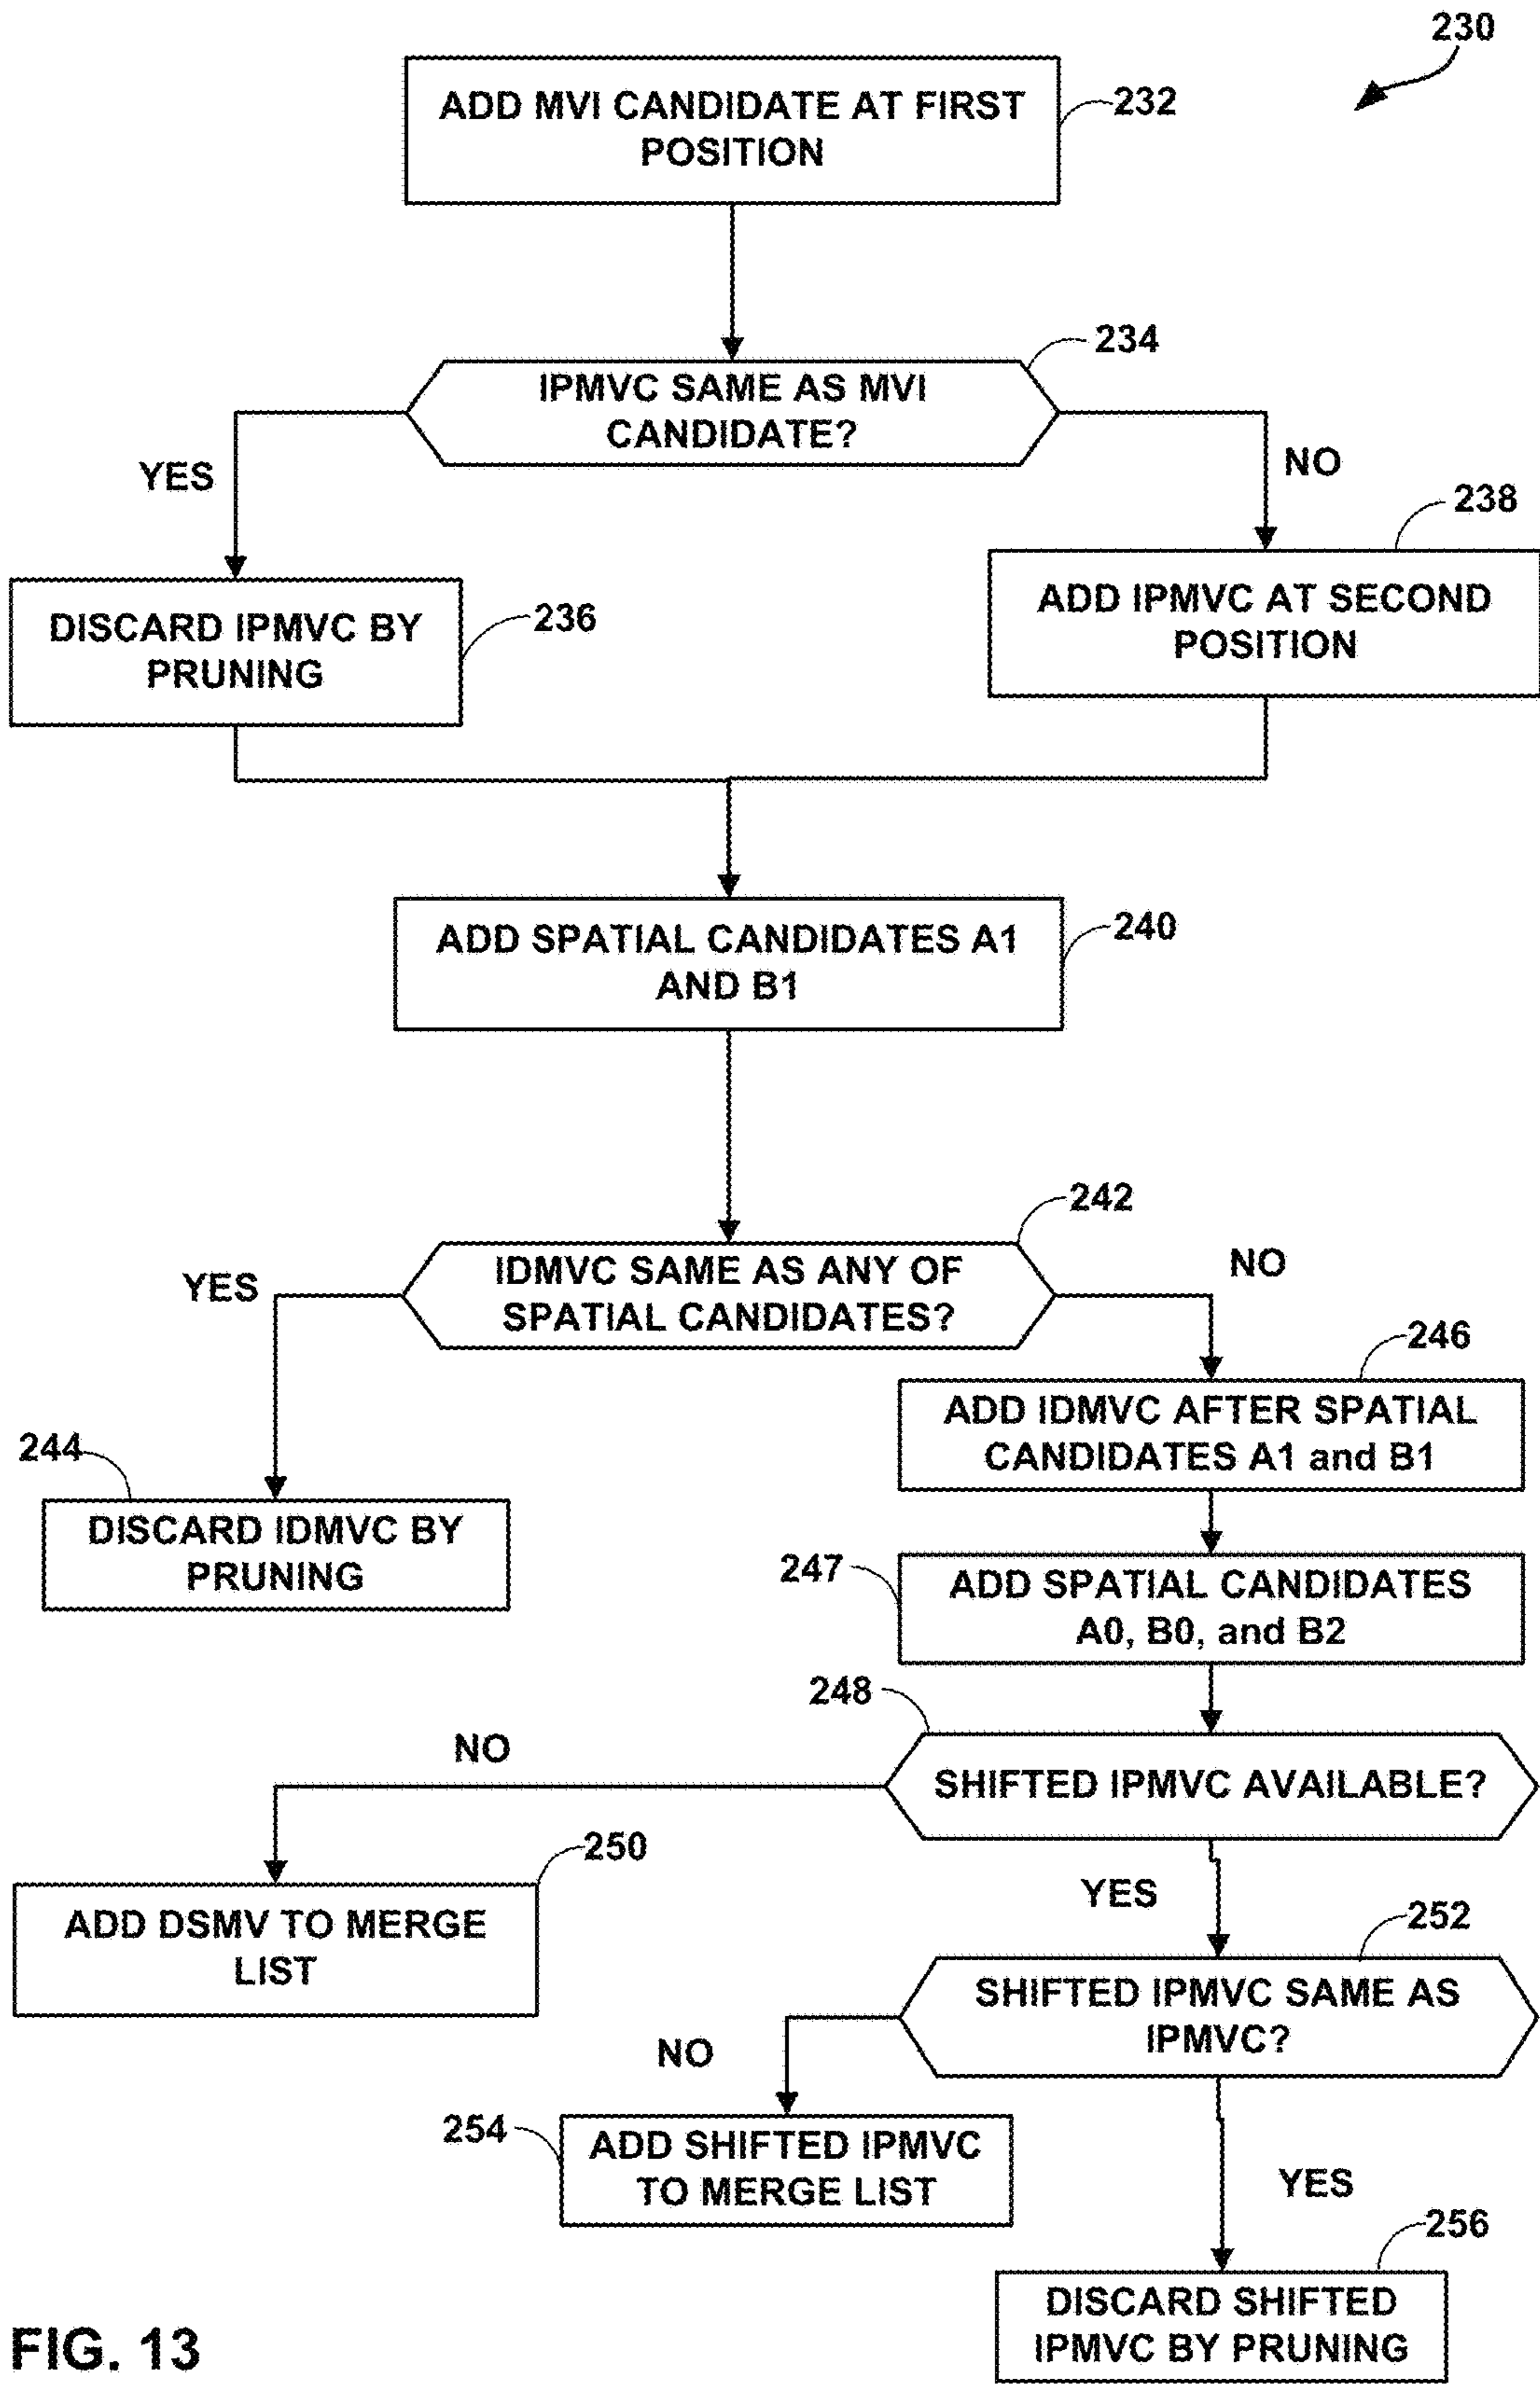 230
ADD MVI CANDIDATE AT FIRST
POSITION
232
234
IPMVC SAME AS MVI
CANDIDATE?
YES
NO
238
DISCARD IPMVC BY
PRUNING
236
ADD IPMVC AT SECOND
POSITION
ADD SPATIAL CANDIDATES A1
AND B1
240
242
IDMVC SAME AS ANY OF
SPATIAL CANDIDATES?
YES
NO
246
ADD IDMVC AFTER SPATIAL
CANDIDATES A1 and B1
244
DISCARD IDMVC BY
PRUNING
247
ADD SPATIAL CANDIDATES
A0, B0, and B2
248
NO
SHIFTED IPMVC AVAILABLE?
250
ADD DSMV TO MERGE
LIST
YES
252
SHIFTED IPMVC SAME AS
IPMVC?
NO
254
ADD SHIFTED IPMVC
TO MERGE LIST
YES
256
DISCARD SHIFTED
IPMVC BY PRUNING
FIG. 13